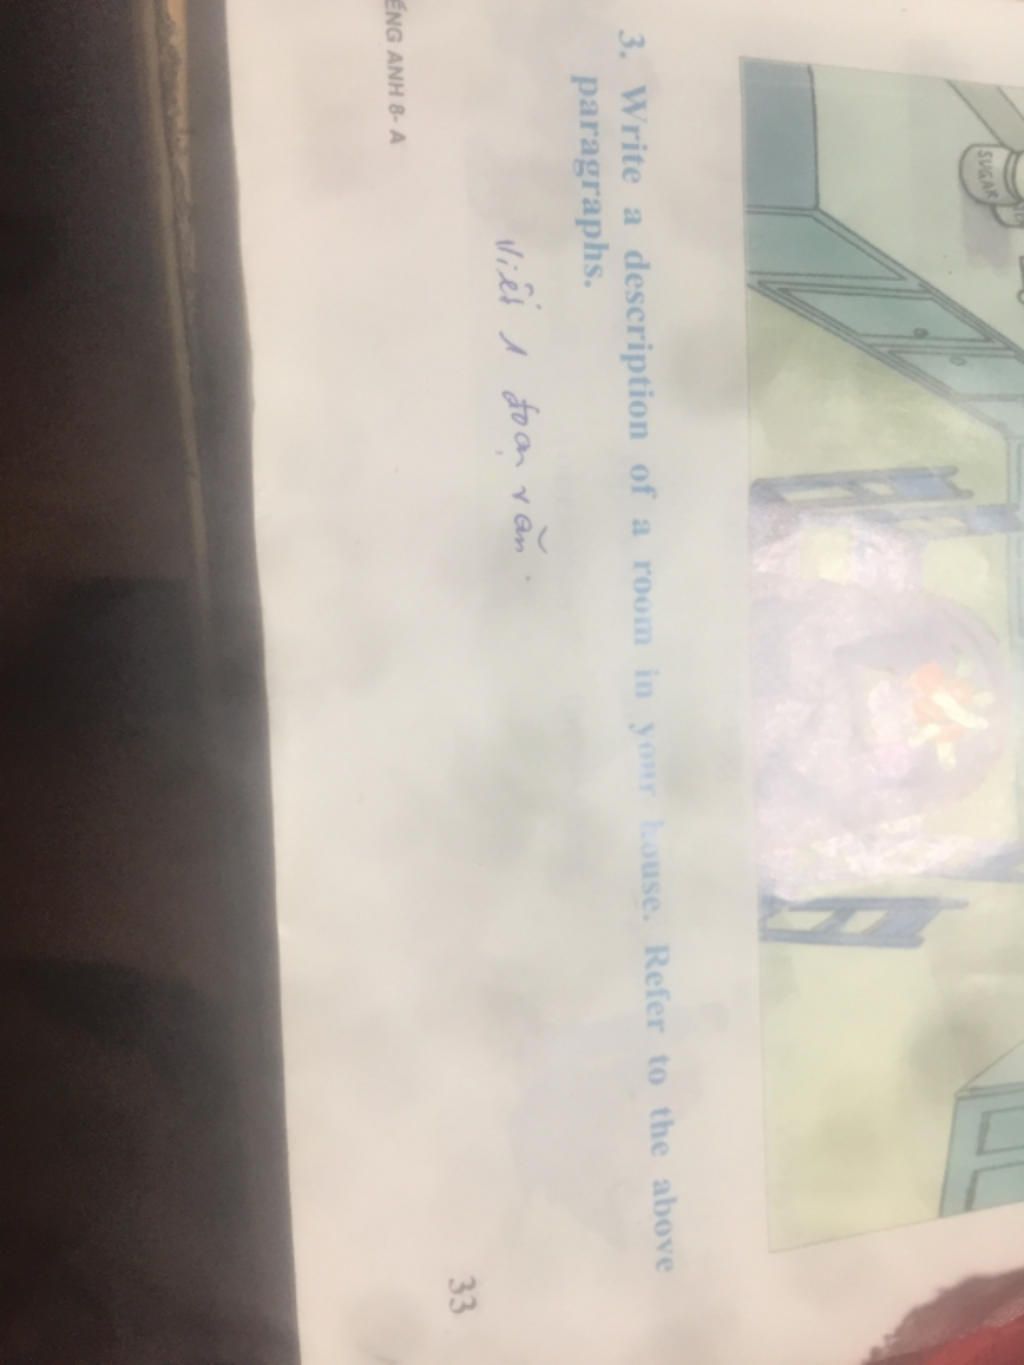 SUGAR
3. Write a description of a room in your house. Refer to the above
paragraphs.
Viết 1 đoạn văn.
ẾNG ANH 8- A
33